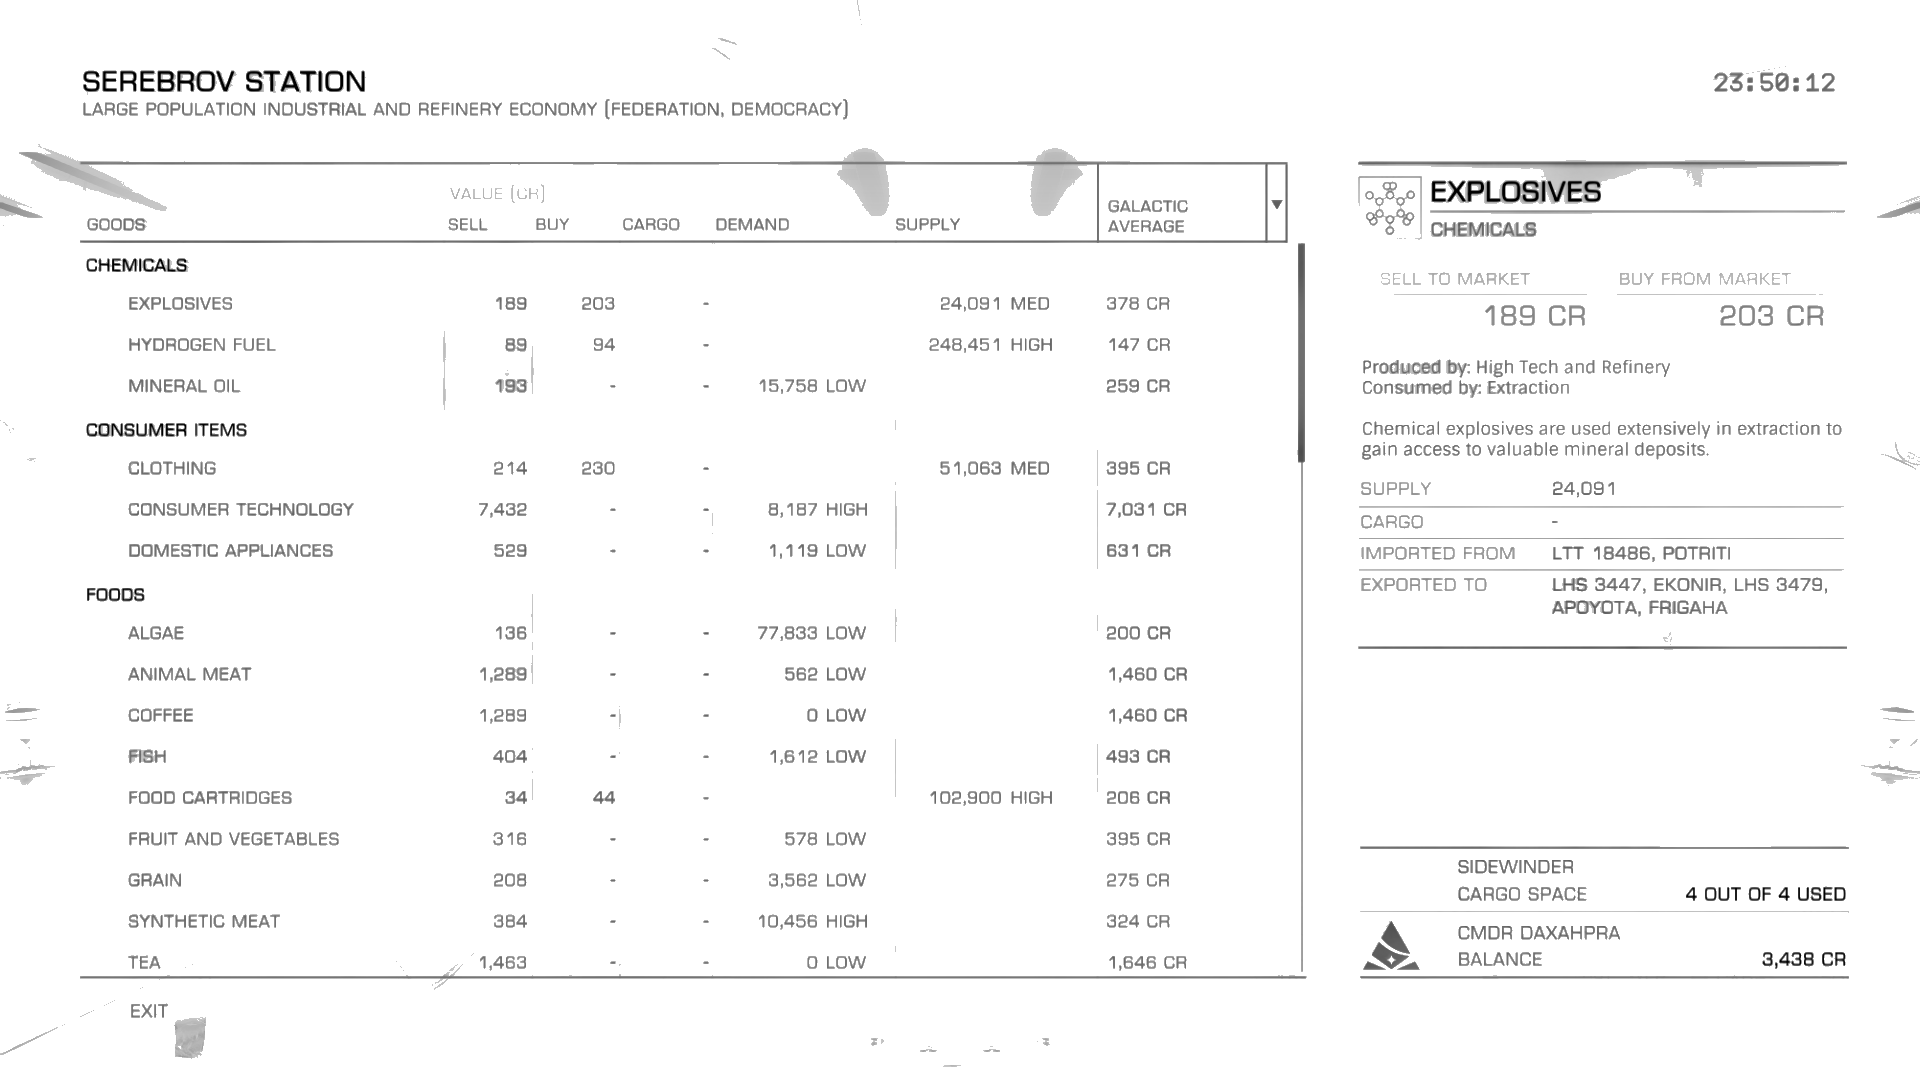 SEREBROV STATION
LARGE POPULATION INDUSTRIAL AND REFINERY ECONOMY (FEDERATION, DEMOCRACY)
23:50:12
VALUE (CR)
GOODS SELL BUY CARGO DEMAND SUPPLY GALACTIC AVERAGE
CHEMICALS
EXPLOSIVES 189 203 - 24,091 MED 378 CR
HYDROGEN FUEL 89 94 - 248,451 HIGH 147 CR
MINERAL OIL 193 - - 15,758 LOW 259 CR
CONSUMER ITEMS
CLOTHING 214 230 - 51,063 MED 395 CR
CONSUMER TECHNOLOGY 7,432 - - 8,187 HIGH 7,031 CR
DOMESTIC APPLIANCES 529 - - 1,119 LOW 631 CR
FOODS
ALGAE 136 - - 77,833 LOW 200 CR
ANIMAL MEAT 1,289 - - 562 LOW 1,460 CR
COFFEE 1,289 - - 0 LOW 1,460 CR
FISH 404 - - 1,612 LOW 493 CR
FOOD CARTRIDGES 34 44 - 102,900 HIGH 206 CR
FRUIT AND VEGETABLES 316 - - 578 LOW 395 CR
GRAIN 208 - - 3,562 LOW 275 CR
SYNTHETIC MEAT 384 - - 10,456 HIGH 324 CR
TEA 1,463 - - 0 LOW 1,646 CR
EXIT
EXPLOSIVES
CHEMICALS
SELL TO MARKET BUY FROM MARKET
189 CR 203 CR
Produced by: High Tech and Refinery
Consumed by: Extraction
Chemical explosives are used extensively in extraction to
gain access to valuable mineral deposits.
SUPPLY 24,091
CARGO -
IMPORTED FROM LTT 18486, POTRITI
EXPORTED TO LHS 3447, EKONIR, LHS 3479,
APOYOTA, FRIGAHA
SIDEWINDER
CARGO SPACE 4 OUT OF 4 USED
CMDR DAXAHPRA
BALANCE 3,438 CR